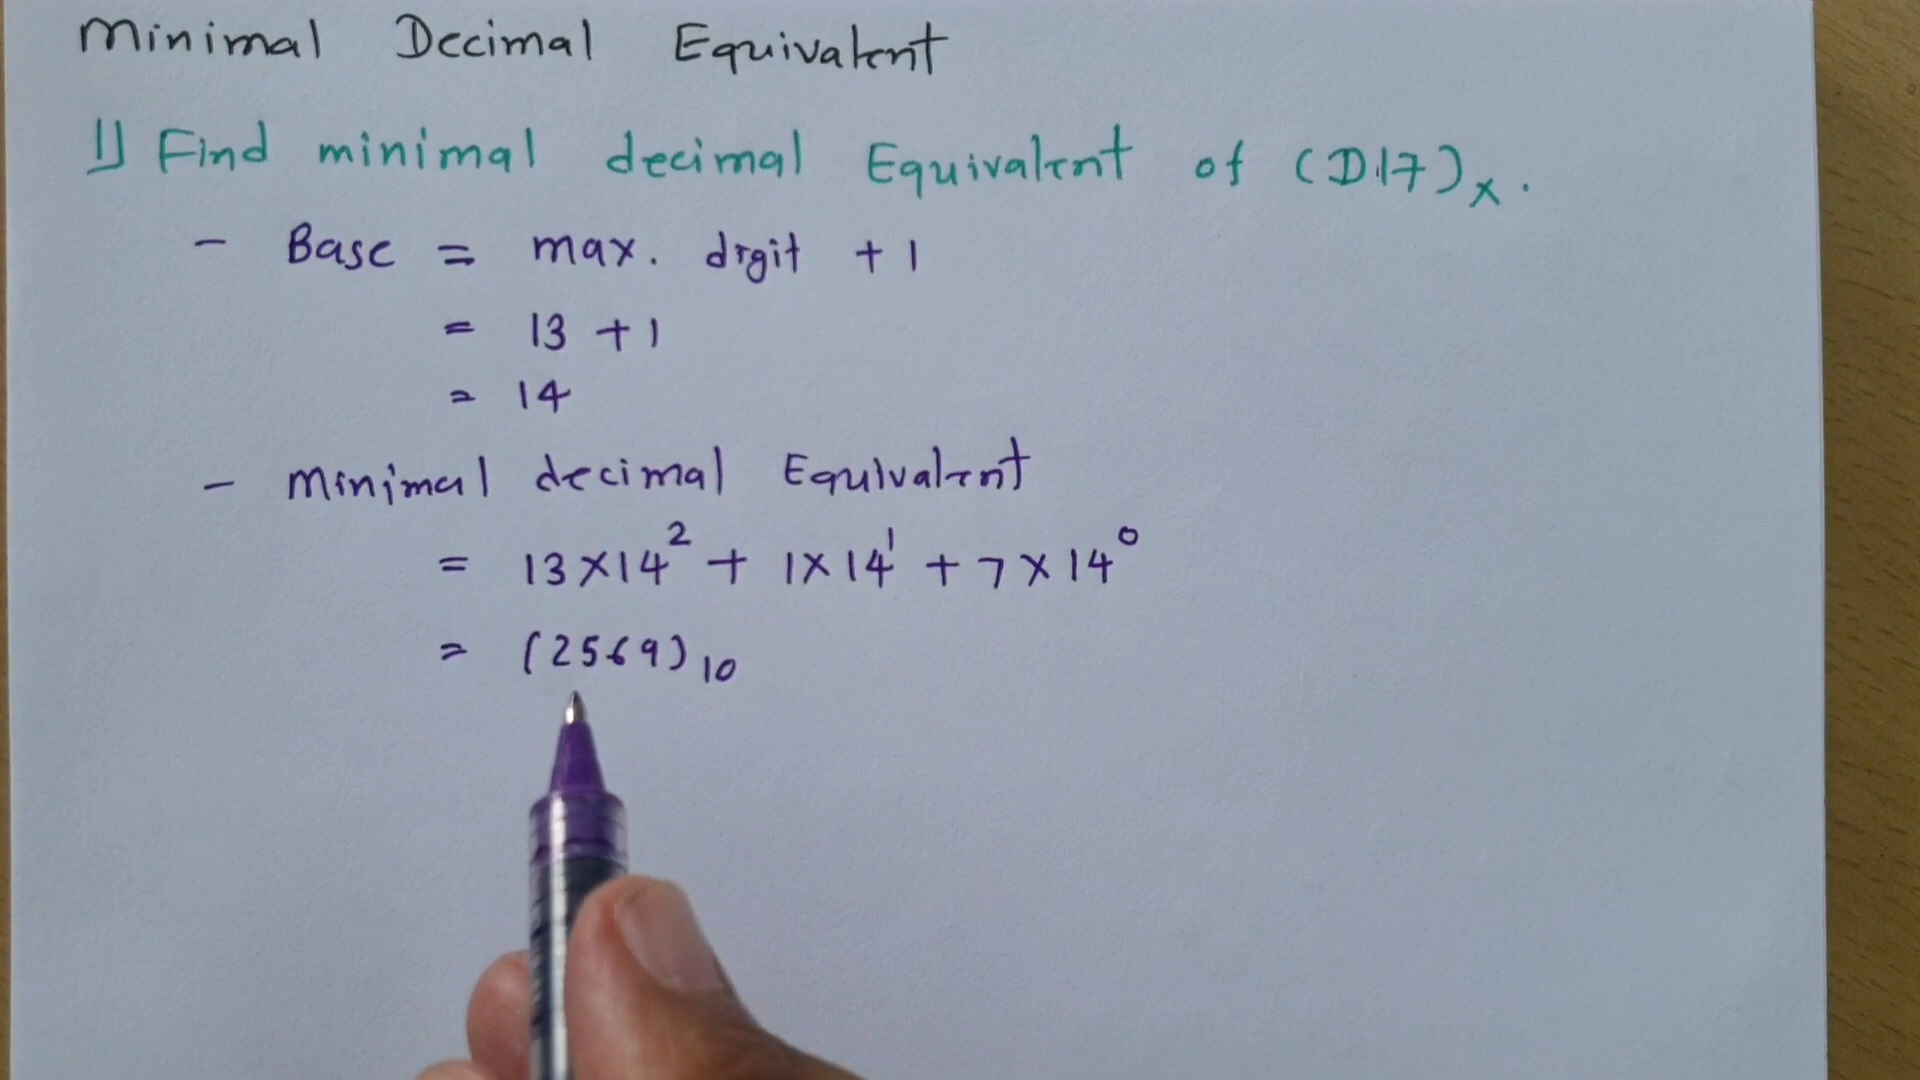 Minimal Decimal Equivalent
1) Find minimal decimal Equivalent of (D17)ₓ.
- Base = max. digit + 1
= 13 + 1
= 14
- Minimal decimal Equivalent
= 13×14² + 1×14¹ + 7×14⁰
= (2569)₁₀